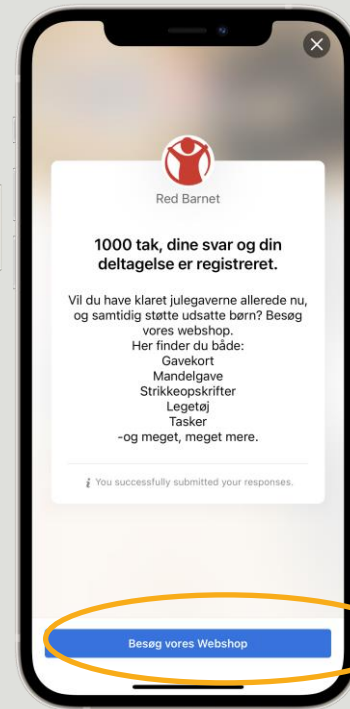 Red Barnet
1000 tak, dine svar og din
deltagelse er registreret.
Vil du have klaret julegaverne allerede nu,
og samtidig støtte udsatte børn? Besøg
vores webshop.
Her finder du både:
Gavekort
Mandelgave
Strikkeopskrifter
Legetøj
Tasker
-og meget, meget mere.
i You successfully submitted your responses.
Besøg vores Webshop